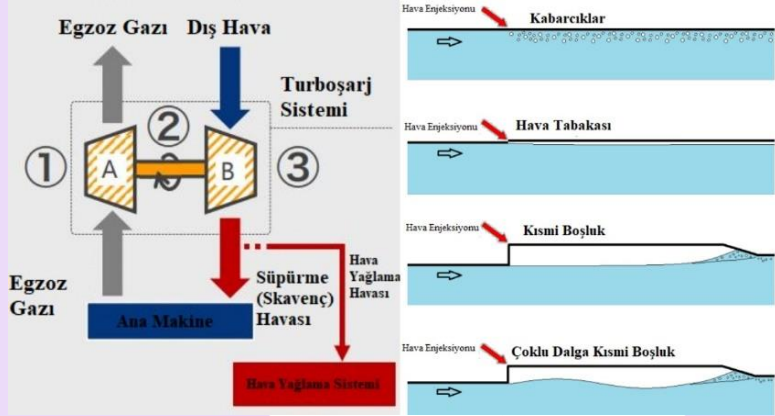 Egzoz Gazı
Dış Hava
Turboşarj
Sistemi
①
②
③
A
B
Egzoz
Gazı
Süpürme
(Skavenç)
Havası
Hava
Yağlama
Havası
Ana Makine
Hava Yağlama Sistemi
Hava Enjeksiyonu
Kabarcıklar
Hava Enjeksiyonu
Hava Tabakası
Hava Enjeksiyonu
Kısmi Boşluk
Hava Enjeksiyonu
Çoklu Dalga Kısmi Boşluk